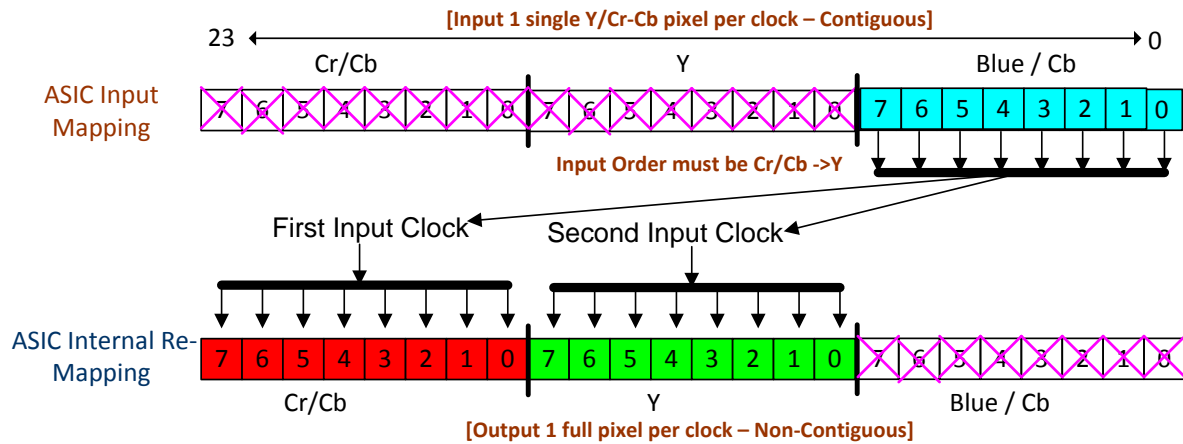 [Input 1 single Y/Cr-Cb pixel per clock – Contiguous]
23 0
Cr/Cb Y Blue / Cb
ASIC Input
Mapping
7 6 5 4 3 2 1 0 7 6 5 4 3 2 1 0 7 6 5 4 3 2 1 0
Input Order must be Cr/Cb ->Y
First Input Clock Second Input Clock
ASIC Internal Re-
Mapping
7 6 5 4 3 2 1 0 7 6 5 4 3 2 1 0 7 6 5 4 3 2 1 0
Cr/Cb Y Blue / Cb
[Output 1 full pixel per clock – Non-Contiguous]